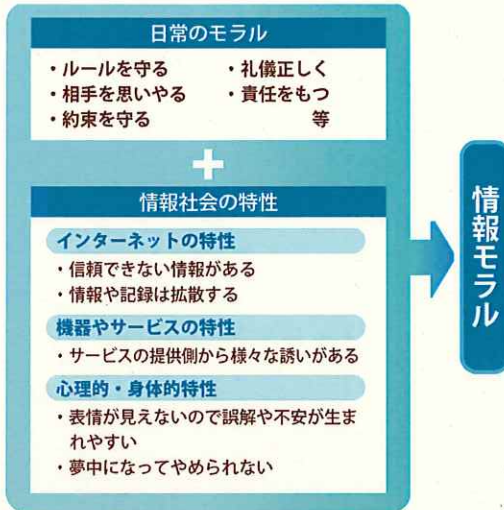 日常のモラル
・ルールを守る ・礼儀正しく
・相手を思いやる ・責任をもつ
・約束を守る 等
+
情報社会の特性
インターネットの特性
・信頼できない情報がある
・情報や記録は拡散する
機器やサービスの特性
・サービスの提供側から様々な誘いがある
心理的・身体的特性
・表情が見えないので誤解や不安が生ま
れやすい
・夢中になってやめられない
情報モラル